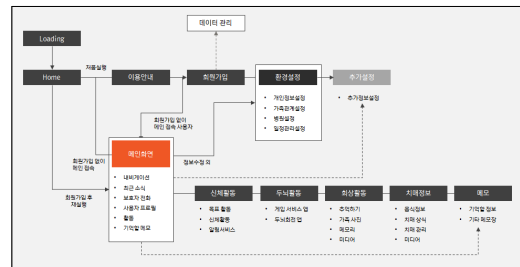 데이터 관리
Loading
처음실행
Home
이용안내
회원가입
환경설정
추가설정
개인정보설정
가족관계설정
병원설정
일정관리설정
추가정보설정
회원가입 없이
메인 접속 사용자
회원가입 없이
메인 접속
메인화면
정보수정 외
네비게이션
최근 소식
보호자 전화
사용자 프로필
활동
기억할 메모
회원가입 후
재실행
신체활동
두뇌활동
회상활동
치매정보
메모
목표 활동
신체활동
알림서비스
게임 서비스 앱
두뇌회전 앱
추억하기
가족 사진
메모리
미디어
음식정보
치매 상식
치매 관리
미디어
기억할 정보
기타 메모장